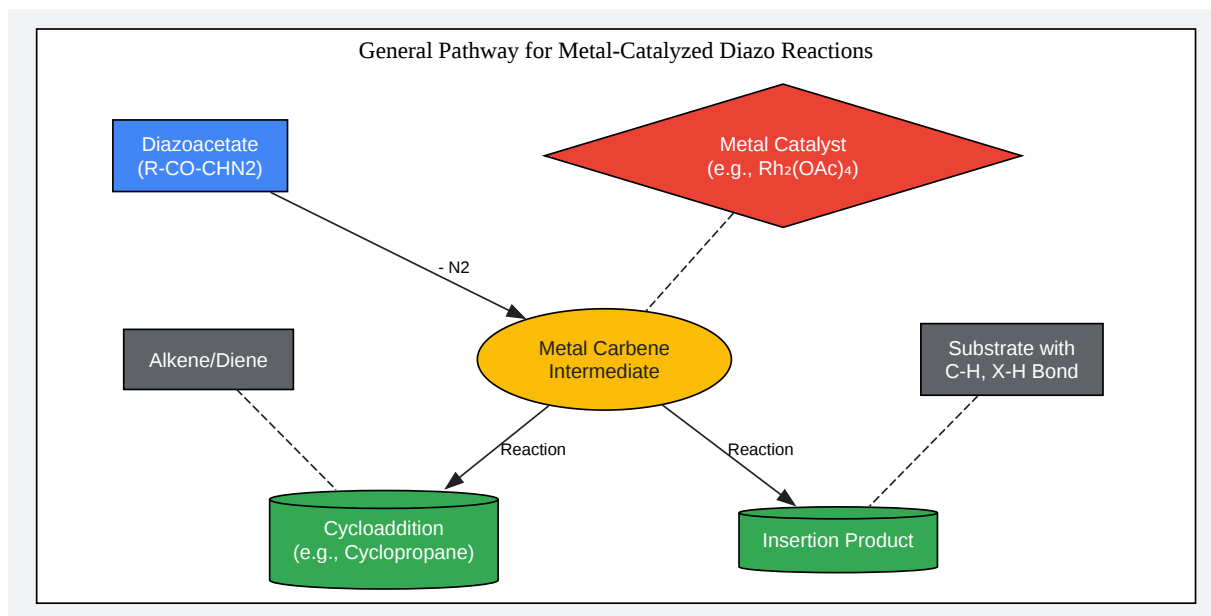 General Pathway for Metal-Catalyzed Diazo Reactions
Diazoacetate
(R-CO-CHN2)
Metal Catalyst
(e.g., Rh₂(OAc)₄)
- N2
Alkene/Diene
Metal Carbene
Intermediate
Substrate with
C-H, X-H Bond
Reaction
Reaction
Cycloaddition
(e.g., Cyclopropane)
Insertion Product